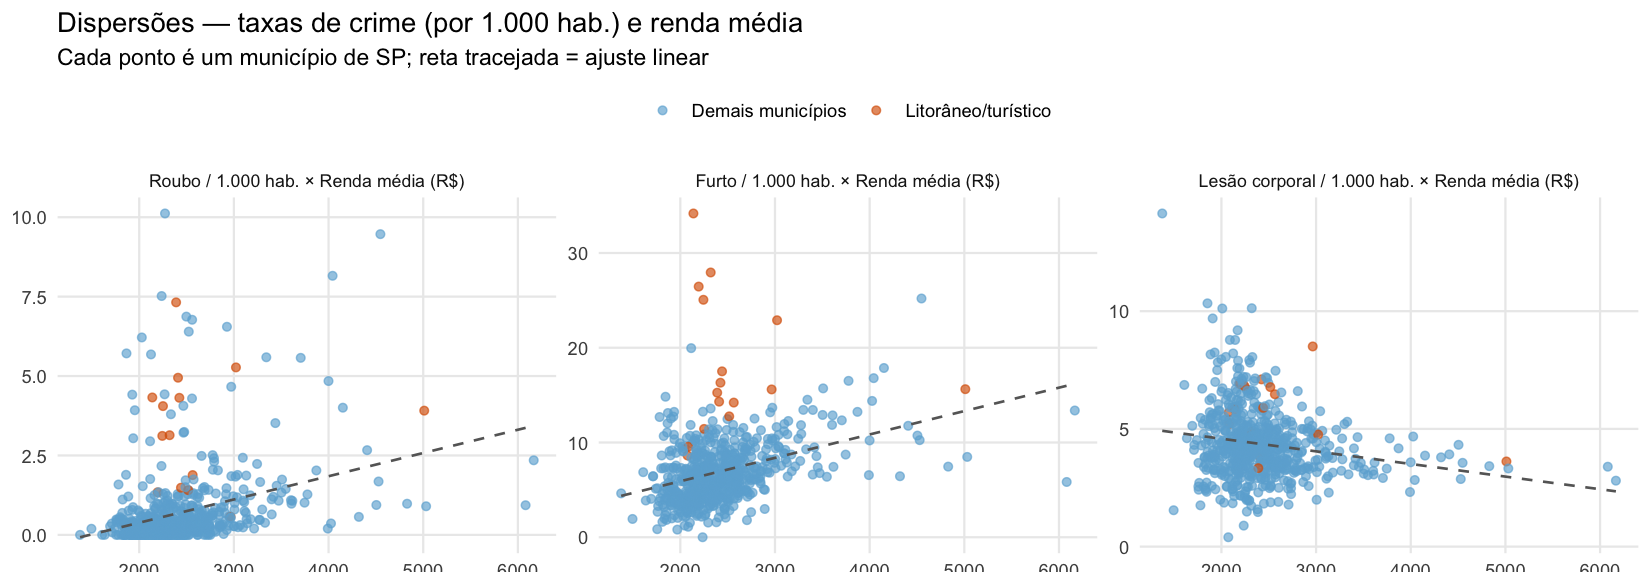 Dispersões — taxas de crime (por 1.000 hab.) e renda média
Cada ponto é um município de SP; reta tracejada = ajuste linear
Demais municípios Litorâneo/turístico
Roubo / 1.000 hab. × Renda média (R$)
10.0
7.5
5.0
2.5
0.0
2000 3000 4000 5000 6000
Furto / 1.000 hab. × Renda média (R$)
30
20
10
0
2000 3000 4000 5000 6000
Lesão corporal / 1.000 hab. × Renda média (R$)
10
5
0
2000 3000 4000 5000 6000